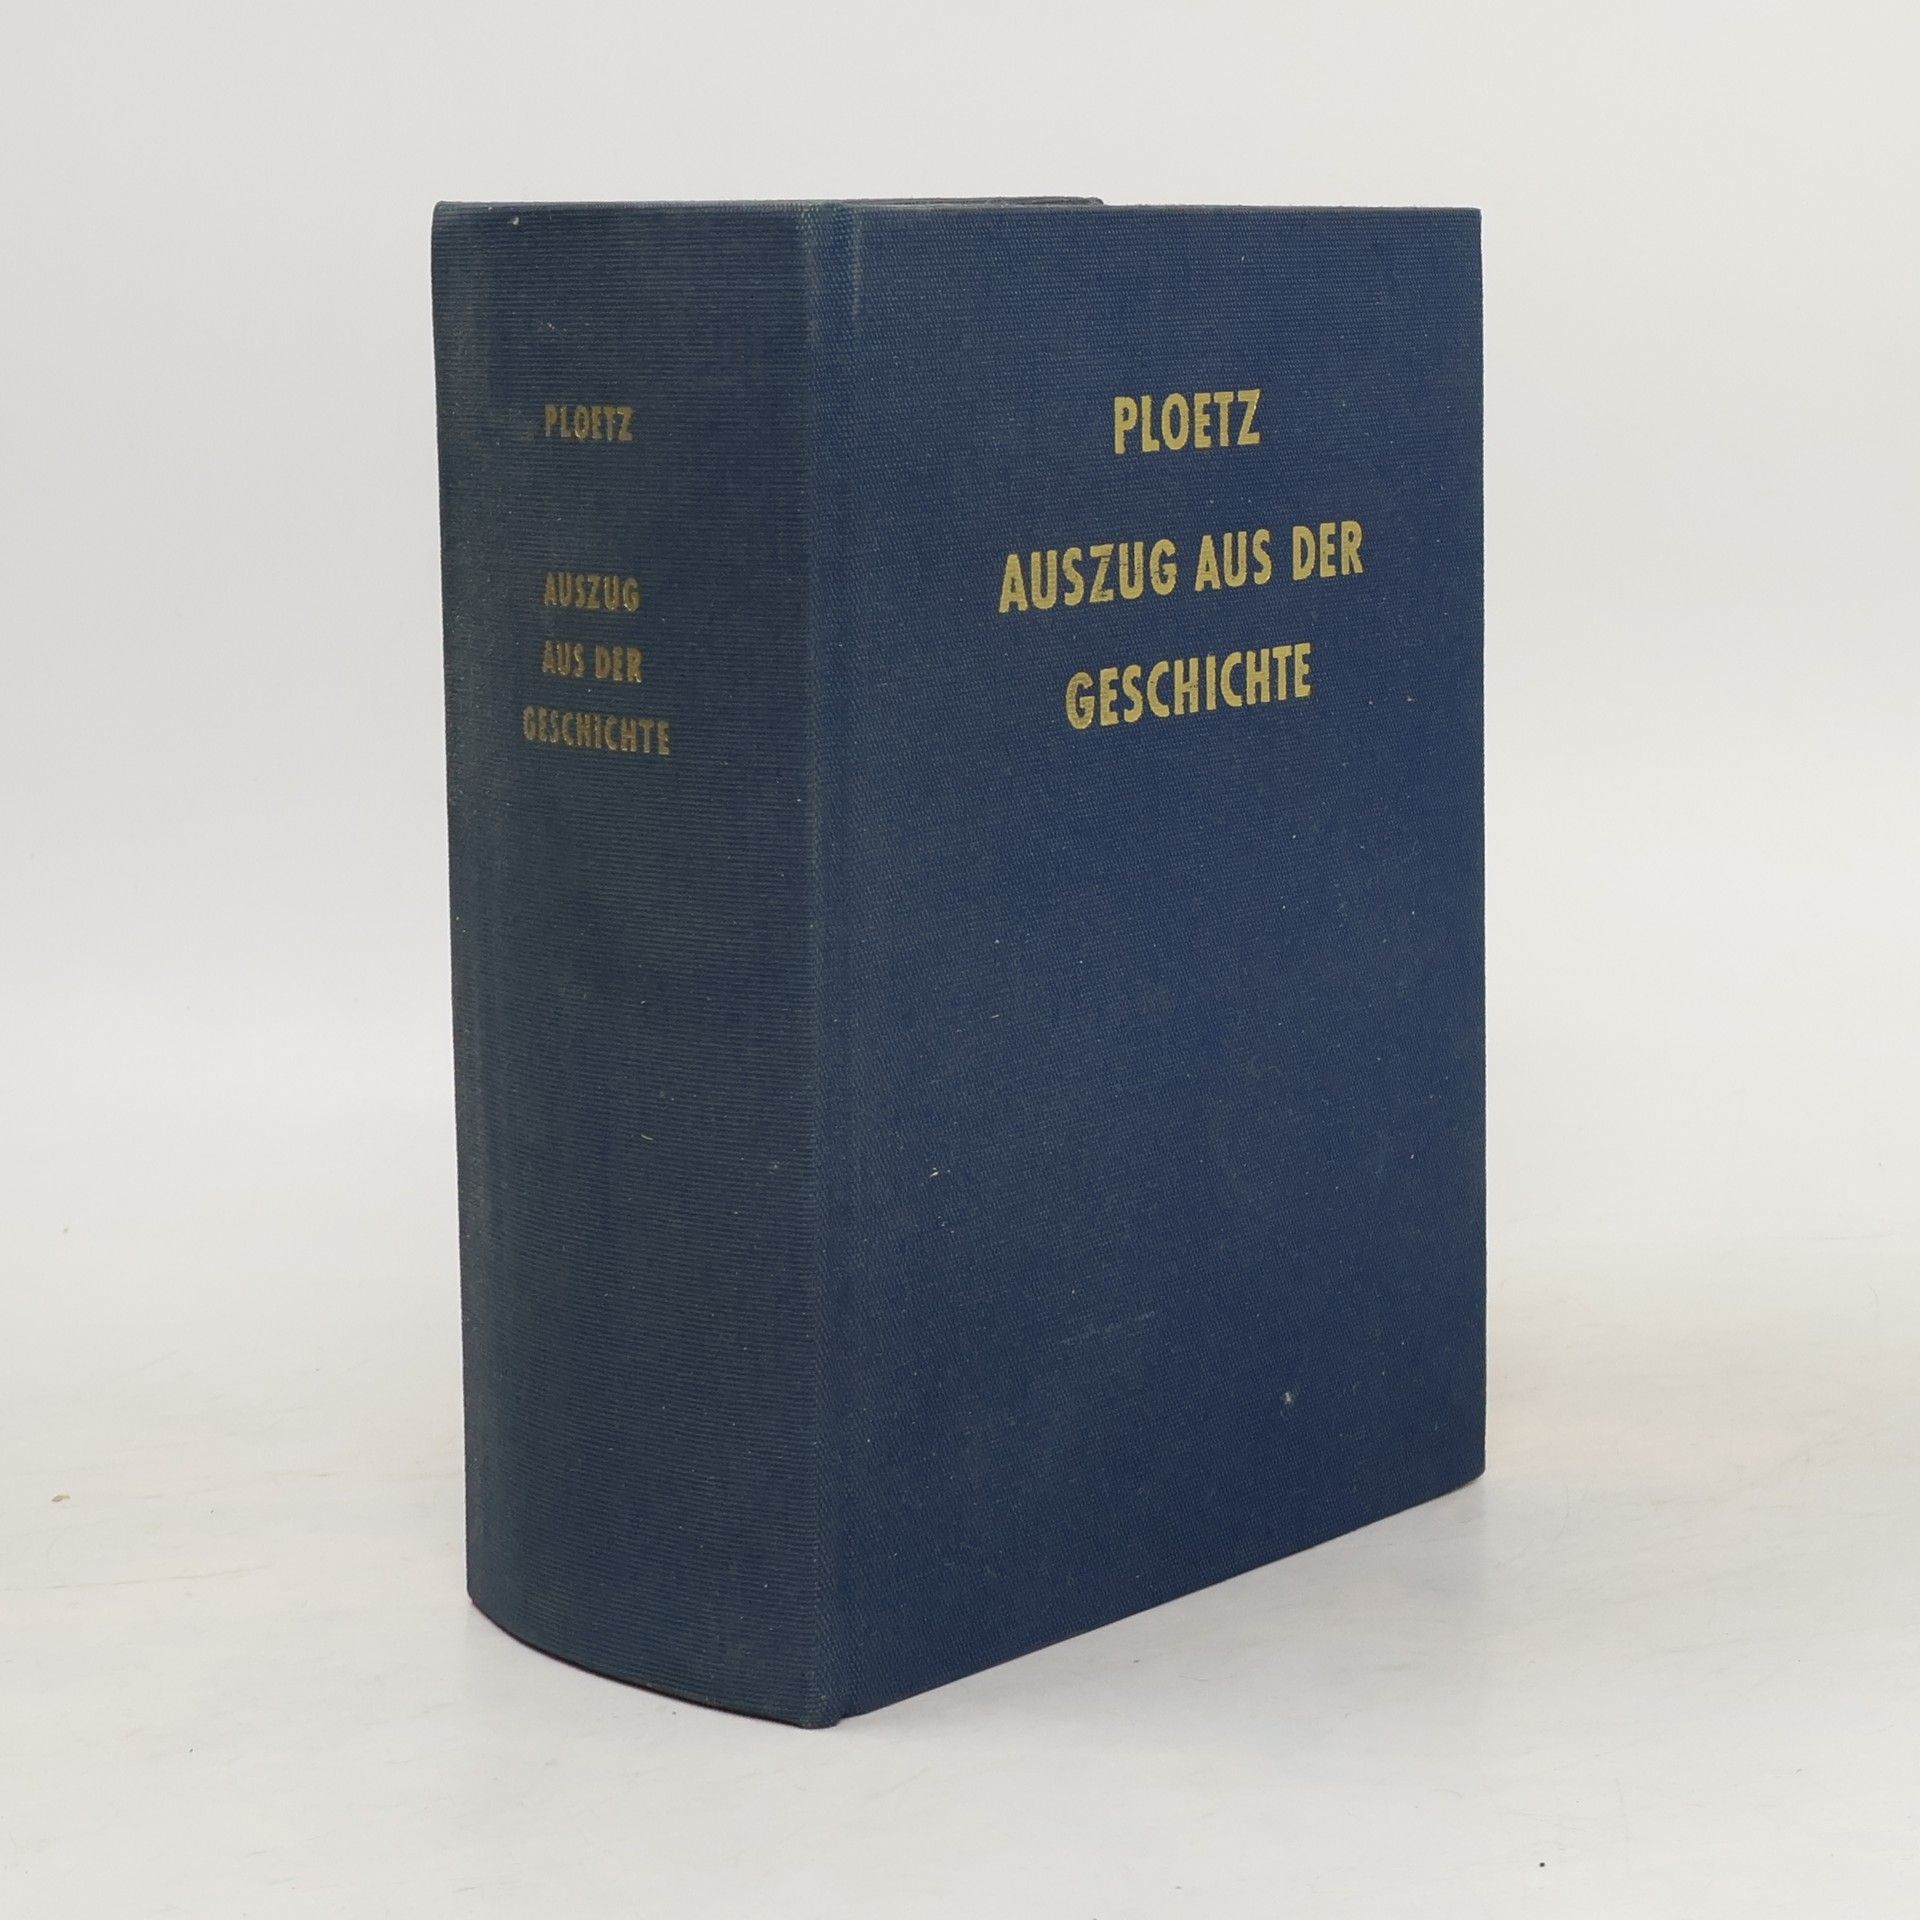 PLOETZ
AUSZUG
AUS DER
GESCHICHTE
PLOETZ
AUSZUG AUS DER
GESCHICHTE